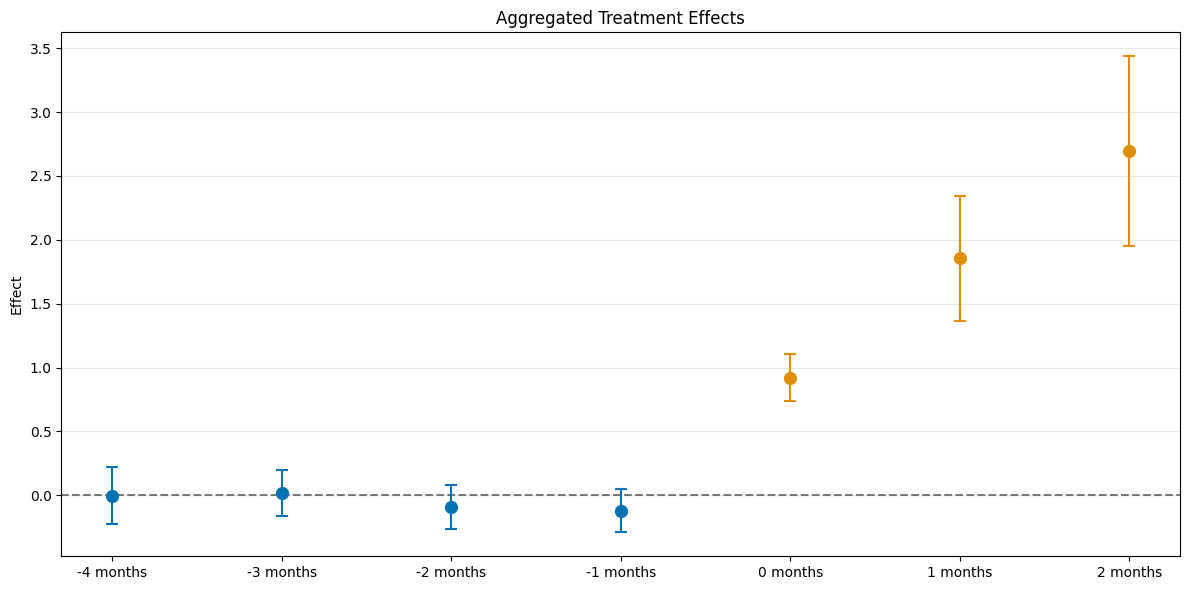 Aggregated Treatment Effects
3.5
3.0
2.5
2.0
1.5
1.0
0.5
0.0
Effect
-4 months
-3 months
-2 months
-1 months
0 months
1 months
2 months